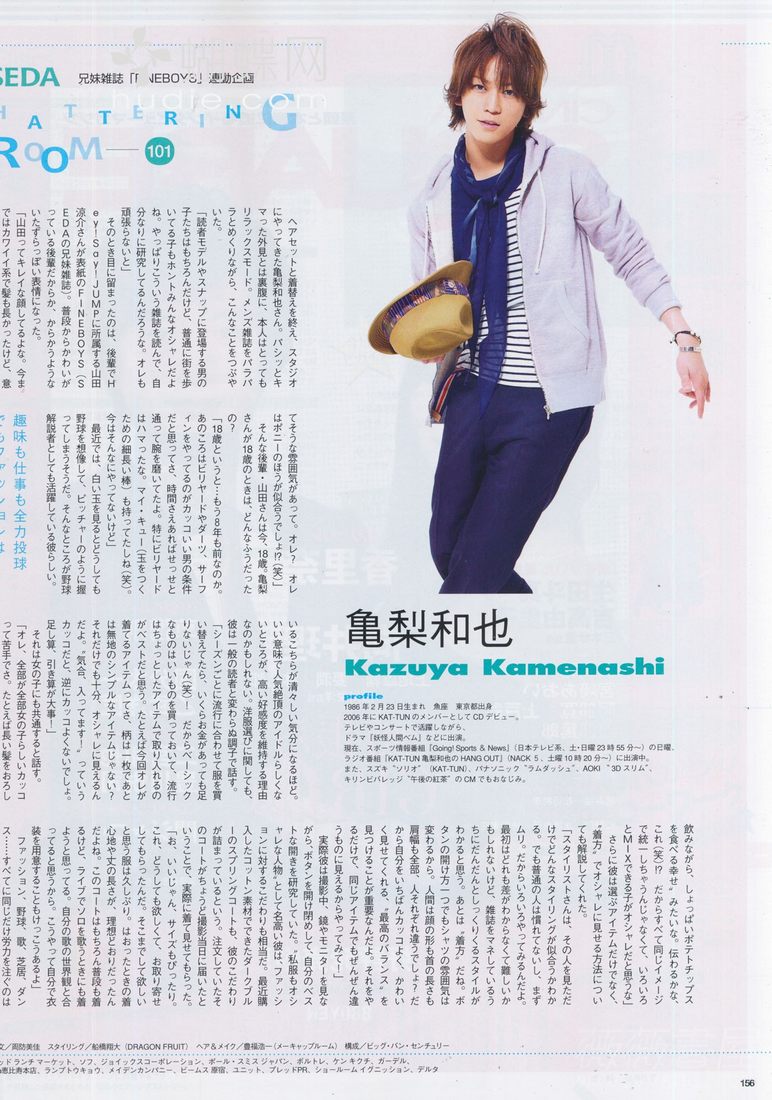 SEDA 兄妹雑誌「FINEBOYS」連動企画
蝴蝶网
hudie.com
HATTERING
ROOM
101
ヘアセットと着替えを終え、スタジオ
にやってきた亀梨和也さん。バシッとキ
マった外見とは裏腹に、本人はとっても
リラックスモード。メンズ雑誌をパラパ
ラとめくりながら、こんなことをつぶや
いた。
「読者モデルやスナップに登場する男の
子たちはもちろんだけど、普通に街を歩
いてる子もホントみんなオシャレだよ
ね。やっぱりこういう雑誌を読んで、自
分なりに研究してるんだろうな。オレも
頑張らないと」
そのとき目に留まったのは、後輩でH
ey!Say!JUMPに所属する山田
涼介さんが表紙のFINEBOYS(S
EDAの兄妹雑誌)。普段からかわいが
っている後輩だからか、からかうような
いたずらっぽい表情になった。
「山田ってキレイな顔してるよな。今ま
ではカワイイ系で髪も長かったけど、意
てそうな雰囲気があって。オレ?オレ
はボニーのほうが似合うでしょ!?(笑)」
そんな後輩・山田さんは今、18歳。亀梨
さんが18歳のときは、どんなふうだった
の?
「18歳というと…もう8年も前なのか。
あのころはビリヤードやダーツ、サーフ
ィンをやってるのがカッコいい男の条件
だと思ってさ、時間さえあればせっせと
通って腕を磨いてたよ。特にビリヤード
はハマったな。マイ・キュー(玉をつく
ための細長い棒)も持ってたしね(笑)。
今はそんなにやってないけど」
最近では、白い玉を見るとどうしても
野球を想像して、ピッチャーのように握
ってしまうそうだ。そんなところが野球
解説者としても活躍している彼らしい。
趣味も仕事も全力投球
でもファッションは
亀梨和也
Kazuya Kamenashi
profile
1986年2月23日生まれ 魚座 東京都出身
2006年にKAT-TUNのメンバーとしてCDデビュー。
テレビやコンサートで活躍しながら、
ドラマ『妖怪人間ベム』などに出演。
現在、スポーツ情報番組『Going! Sports & News』(日本テレビ系、土・日曜23時55分〜)の日曜、
ラジオ番組『KAT-TUN 亀梨和也のHANG OUT』(NACK5、土曜10時20分〜)に出演中。
また、スズキ“ソリオ”(KAT-TUN)、パナソニック“ラムダッシュ”、AOKI“3Dスリム”、
キリンビバレッジ“午後の紅茶”のCMでもおなじみ。
いるこちらが清々しい気分になるほど。
いい意味で人気絶頂のアイドルらしくな
いところが、高い好感度を維持する理由
なのかもしれない。洋服選びに関しても、
彼は一般の読者と変わらぬ調子で話す。
「シーズンごとに流行に合わせて服を買
い替えてたら、いくらお金があっても足
りないじゃん(笑)!だからベーシック
なものはいいものを買っておいて、流行
はちょっとしたアイテムで取り入れるの
がベストだと思う。たとえば今回オレが
着てるアイテムってさ、柄は一枚であと
は無地のシンプルなアイテムじゃない?
それだけでも十分、オシャレに見えるん
だよ。“気合、入ってます!”っていう
カッコだと、逆にカッコよくないでしょ。
足し算、引き算が大事!」
それは女の子にも共通すると話す。
「オレ、全部が全部女の子らしいカッコ
って苦手でさ。たとえば長い髪をおろし
飲みながら、しょっぱいポテトチップス
を食べる幸せ”みたいな。伝わるかな、
これ(笑)!?だからすべて同じイメージ
で統一しちゃうんじゃなくて、いろいろ
とMIXできる子がオシャレだと思うな」
さらに彼は選ぶアイテムだけでなく、
“着方”でオシャレに見せる方法につい
ても解説してくれた。
「スタイリストさんは、その人を見ただ
けでどんなスタイリングが似合うかわか
る。でも普通の人は慣れてないし、まず
ムリ。だからいろいろやってみるんだよ。
最初はどれも差がわからなくて難しいか
もしれないけど、雑誌をマネしているう
ちにだんだんとしっくりくるスタイルが
わかると思う。あとは“着方”だね。ボ
タンの開け方一つでもシャツの雰囲気は
変わるから。人間は顔の形も首の長さも
肩幅も全部、人それぞれ違うでしょ?だ
から自分をいちばんカッコよく、かわい
く見せてくれる、“最高のバランス”を
見つけることが重要なんだよ。それをや
るだけで、同じアイテムでもぜんぜん違
うものに見えるからやってみて!」
実際彼は撮影中、鏡やモニターを見な
がら、ボタンを開け閉めして、自分のベス
トな開きを研究していた。“私服もオシ
ャレな人物”として名高い彼は、ファッシ
ョンに対するこだわりも相当だ。最近購
入したコットン素材でできたダークブル
ーのスプリングコートも、彼のこだわり
が詰まっているという。注文していたそ
のコートがちょうど撮影当日に届いたと
いうことで、実際に着て見せてもらった。
「お、いいじゃん、サイズもぴったり。
これ、どうしても欲しくて、お取り寄せ
してもらったんだ。そこまでして欲しい
と思う服は久しぶり。はおったときの着
心地や丈の長さが、理想どおりだったん
だよね。このコートはもちろん普段も着
るけど、ライブでソロを歌うときにも着
ようと思ってる。自分の歌の世界観と合
ってると思うから。こうやって自分で衣
装を用意することもけっこうあるよ」
ファッション、野球、歌、芝居、ダン
ス……すべてに同じだけ労力を注ぐのは
文/周防美佳 スタイリング/船橋翔大(DRAGON FRUIT) ヘア&メイク/豊福浩一(メーキャップルーム) 構成/ビッグ・バン・センチュリー
ッド ランチ マーケット、ソフ、ジョイックスコーポレーション、ポール・スミス ジャパン、ボルトレ、ケン キクチ、ガーデル、
恵比寿本店、ランプトウキョウ、メイデンカンパニー、ビームス 原宿、ユニット、ブレッドPR、ショールーム イグニッション、デルタ
156